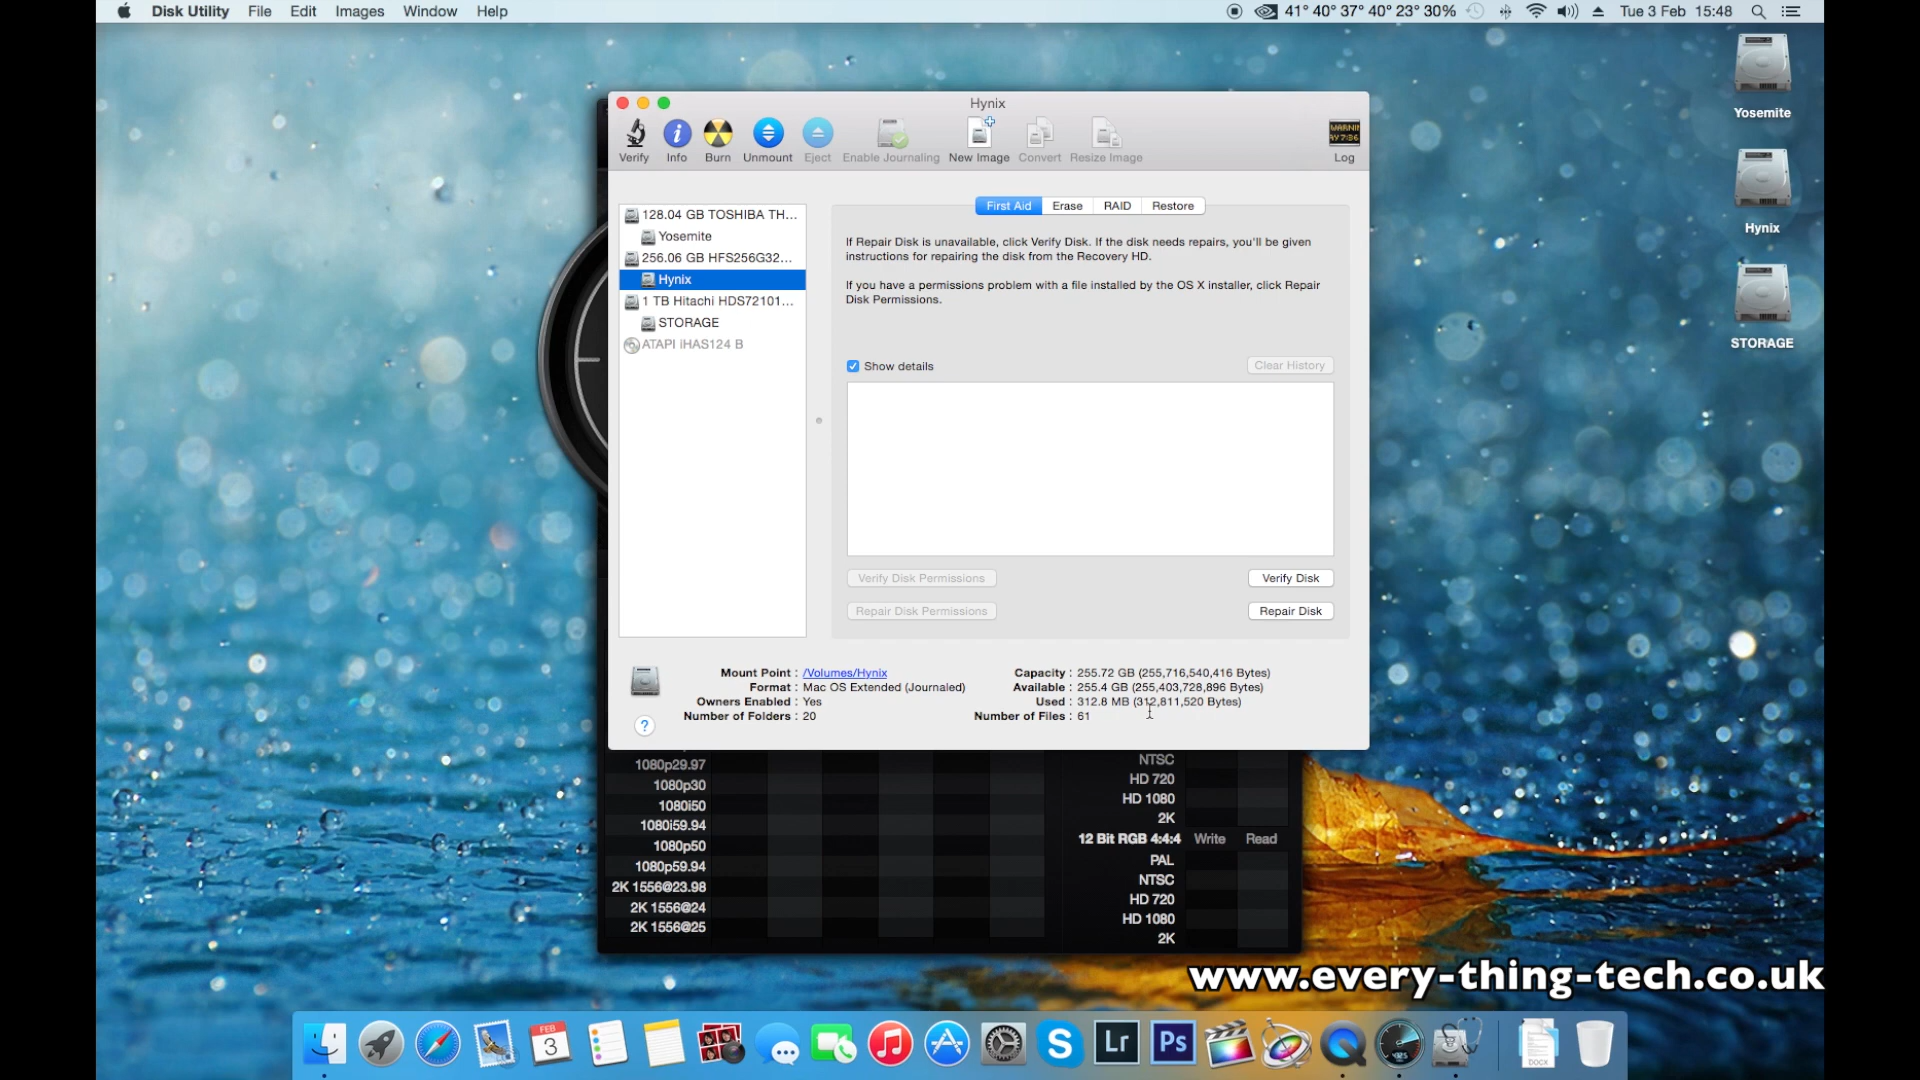 Disk Utility File Edit Images Window Help
41° 40° 37° 40° 23° 30% Tue 3 Feb 15:48
Yosemite
Hynix
STORAGE
Hynix
Verify Info Burn Unmount Eject Enable Journaling New Image Convert Resize Image Log
First Aid Erase RAID Restore
128.04 GB TOSHIBA TH...
Yosemite
256.06 GB HFS256G32...
Hynix
1 TB Hitachi HDS72101...
STORAGE
ATAPI iHAS124 B
If Repair Disk is unavailable, click Verify Disk. If the disk needs repairs, you'll be given
instructions for repairing the disk from the Recovery HD.
If you have a permissions problem with a file installed by the OS X installer, click Repair
Disk Permissions.
Show details Clear History
Verify Disk Permissions Verify Disk
Repair Disk Permissions Repair Disk
Mount Point : /Volumes/Hynix
Format : Mac OS Extended (Journaled)
Owners Enabled : Yes
Number of Folders : 20
Capacity : 255.72 GB (255,716,540,416 Bytes)
Available : 255.4 GB (255,403,728,896 Bytes)
Used : 312.8 MB (312,811,520 Bytes)
Number of Files : 61
?
1080p29.97
1080p30
1080i50
1080i59.94
1080p50
1080p59.94
2K 1556@23.98
2K 1556@24
2K 1556@25
NTSC
HD 720
HD 1080
2K
12 Bit RGB 4:4:4 Write Read
PAL
NTSC
HD 720
HD 1080
2K
www.every-thing-tech.co.uk
FEB
3
S
Lr
Ps
DOCX